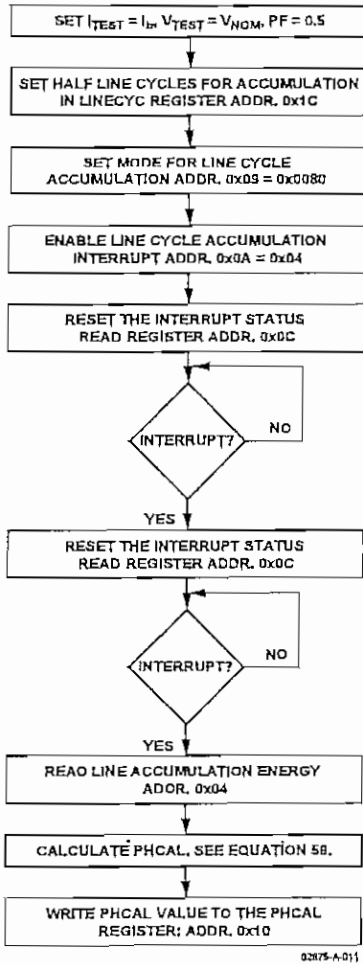 SET I_TEST = I_b, V_TEST = V_NOM, PF = 0.5
SET HALF LINE CYCLES FOR ACCUMULATION
IN LINECYC REGISTER ADDR. 0x1C
SET MODE FOR LINE CYCLE
ACCUMULATION ADDR. 0x09 = 0x0080
ENABLE LINE CYCLE ACCUMULATION
INTERRUPT ADDR. 0x0A = 0x04
RESET THE INTERRUPT STATUS
READ REGISTER ADDR. 0x0C
NO
INTERRUPT?
YES
RESET THE INTERRUPT STATUS
READ REGISTER ADDR. 0x0C
NO
INTERRUPT?
YES
READ LINE ACCUMULATION ENERGY
ADDR. 0x04
CALCULATE PHCAL. SEE EQUATION 58.
WRITE PHCAL VALUE TO THE PHCAL
REGISTER: ADDR. 0x10
02875-A-011